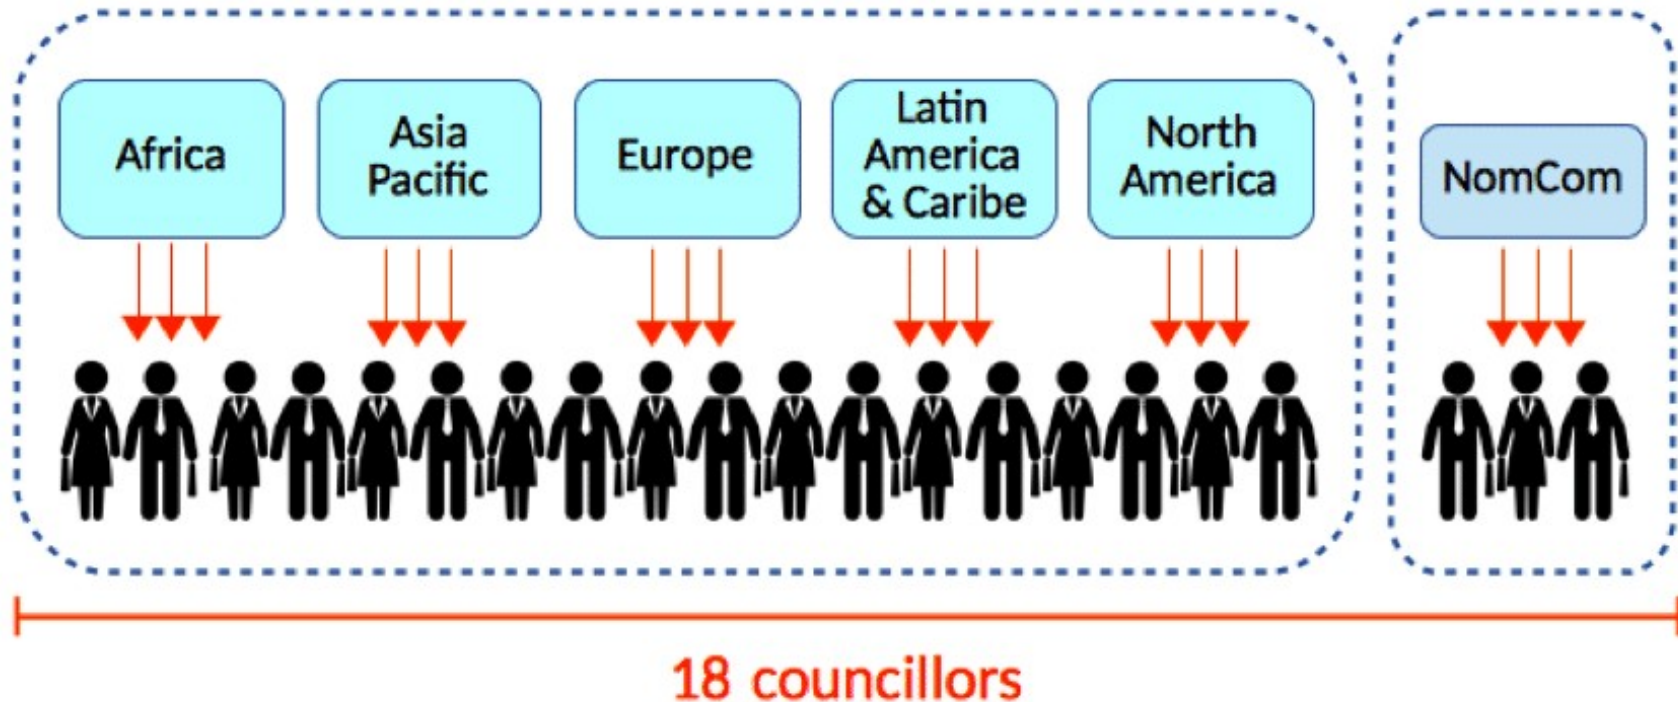 Africa
Asia
Pacific
Europe
Latin
America
& Caribe
North
America
NomCom
18 councillors